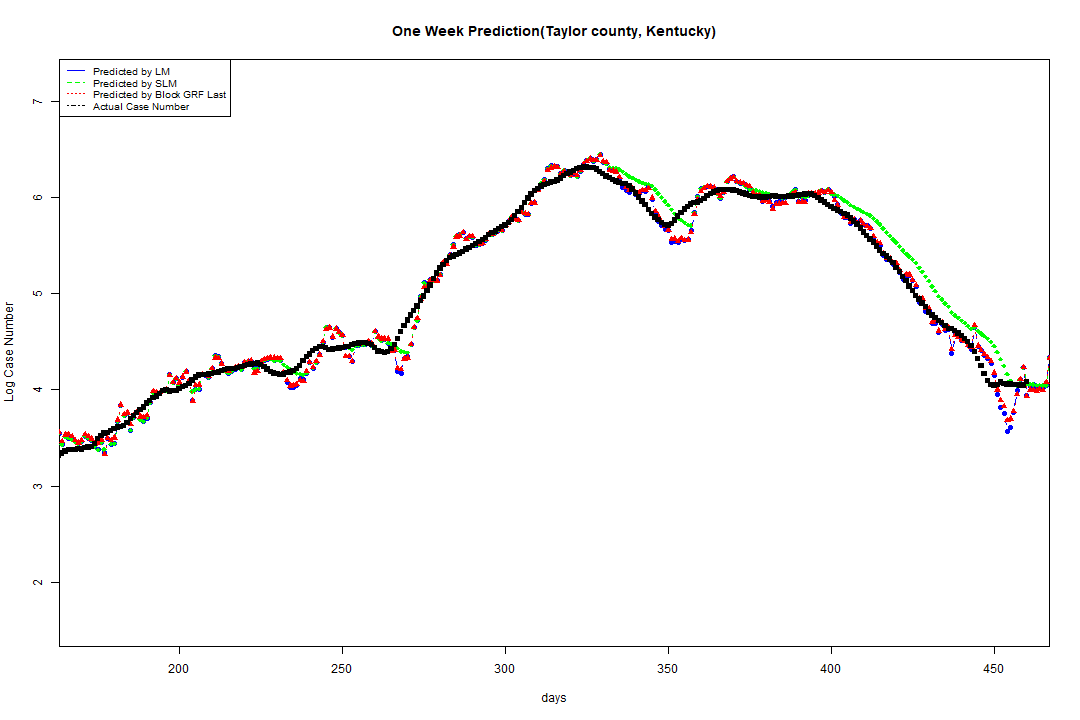 One Week Prediction(Taylor county, Kentucky)
Predicted by LM
Predicted by SLM
Predicted by Block GRF Last
Actual Case Number
7
6
5
4
3
2
Log Case Number
200 250 300 350 400 450
days